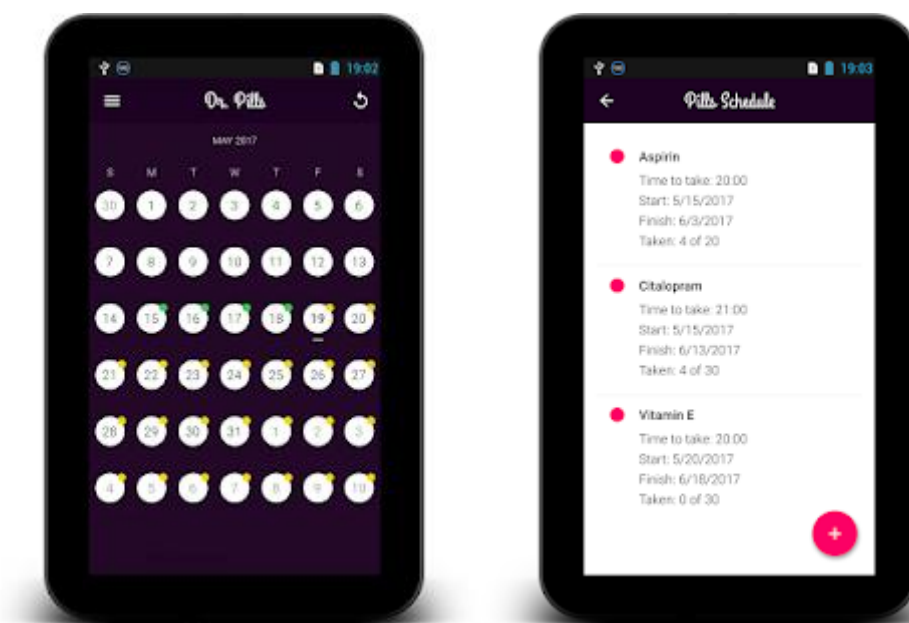 19:02
Dr. Pills
MAY 2017
S M T W T F S
30 1 2 3 4 5 6
7 8 9 10 11 12 13
14 15 16 17 18 19 20
21 22 23 24 25 26 27
28 29 30 31 1 2 3
4 5 6 7 8 9 10
19:03
Pills Schedule
Aspirin
Time to take: 20:00
Start: 5/15/2017
Finish: 6/3/2017
Taken: 4 of 20
Citalopram
Time to take: 21:00
Start: 5/15/2017
Finish: 6/13/2017
Taken: 4 of 30
Vitamin E
Time to take: 20:00
Start: 5/20/2017
Finish: 6/18/2017
Taken: 0 of 30